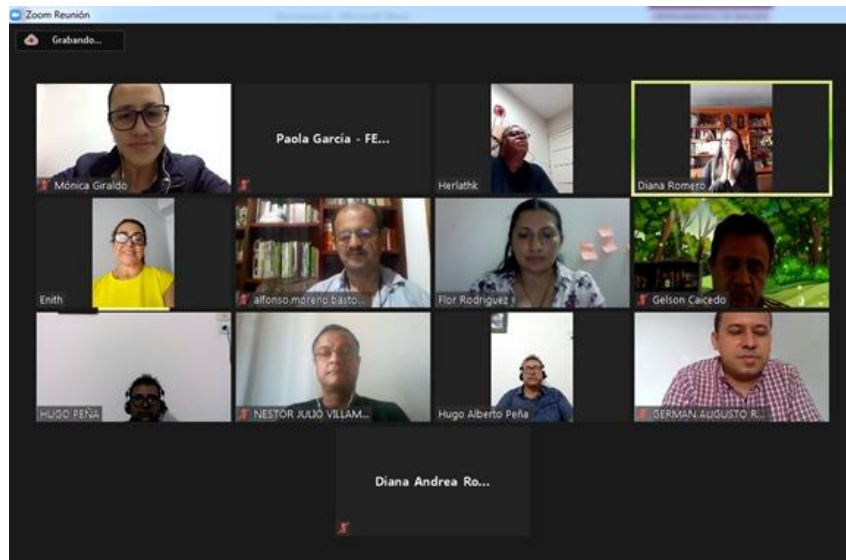 Zoom Reunión
Grabando...
Mónica Giraldo
Paola García - FE...
Herlathk
Diana Romero
Enith
alfonso.moreno.basto...
Flor Rodríguez
Gelson Caicedo
HUGO PEÑA
NESTOR JULIO VILLAM...
Hugo Alberto Peña
GERMAN AUGUSTO R...
Diana Andrea Ro...